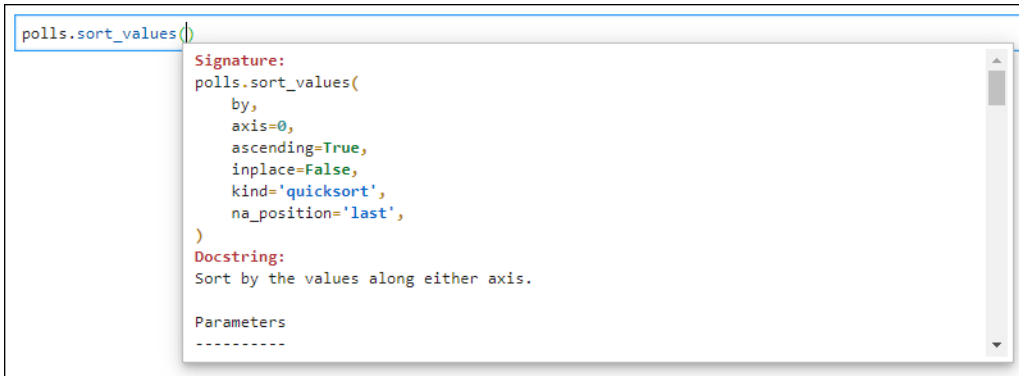 polls.sort_values()
Signature:
polls.sort_values(
    by,
    axis=0,
    ascending=True,
    inplace=False,
    kind='quicksort',
    na_position='last',
)
Docstring:
Sort by the values along either axis.

Parameters
----------